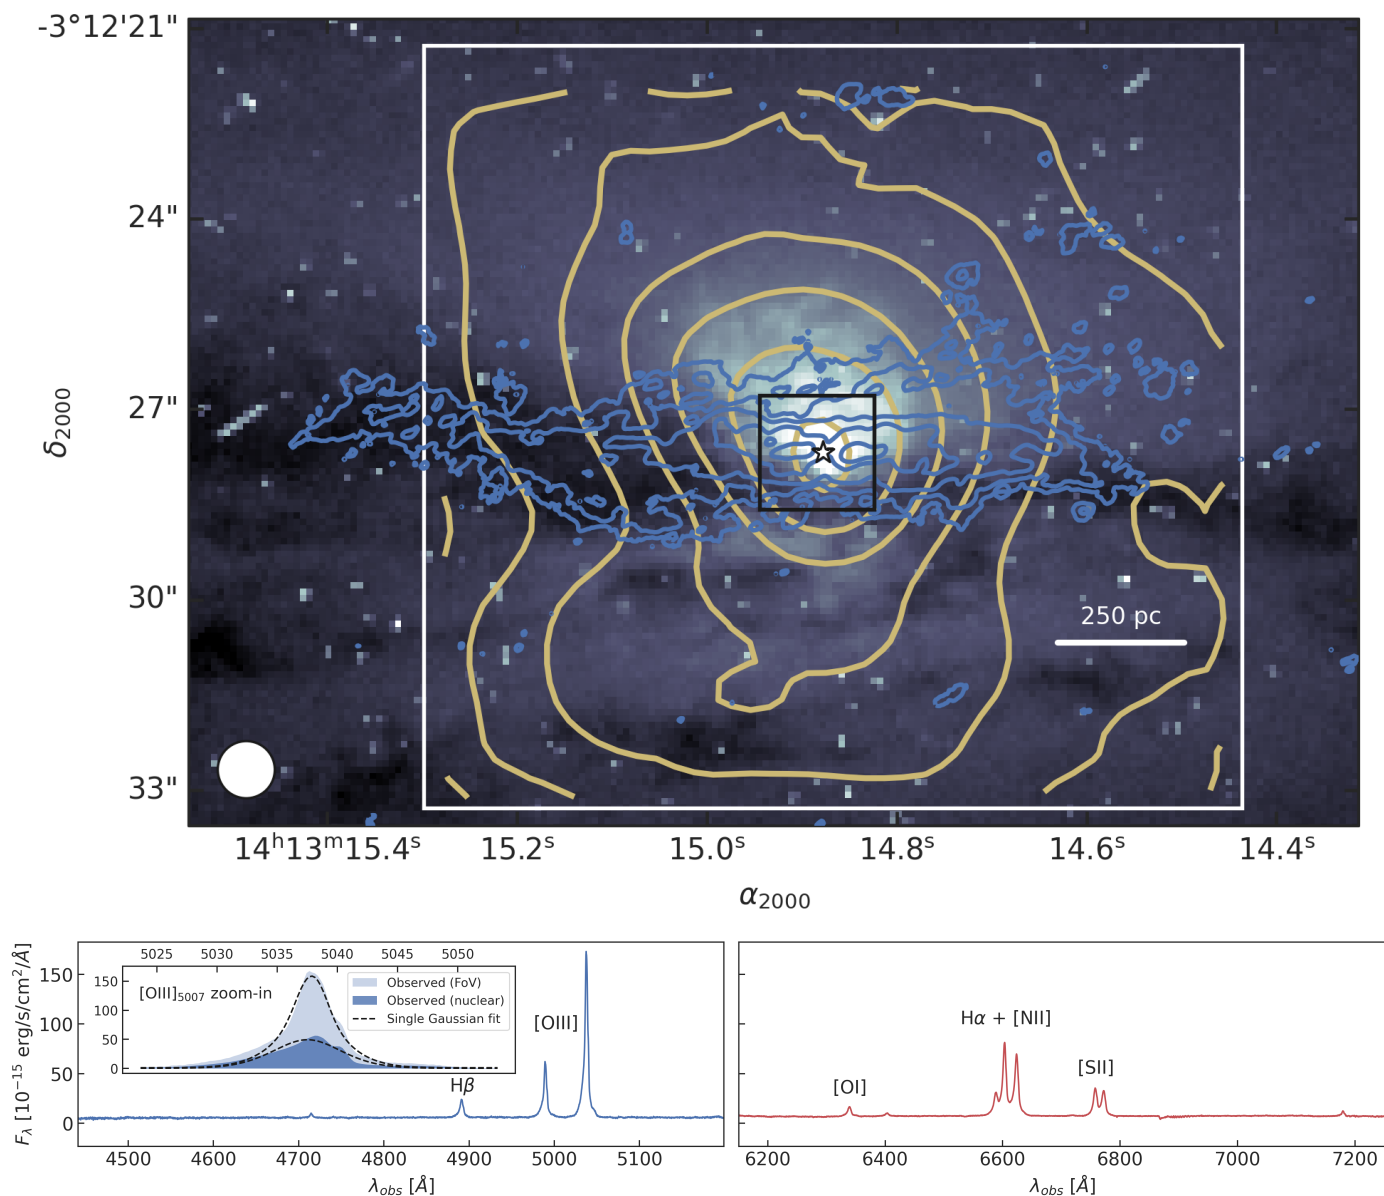 -3°12'21"
24"
27"
30"
33"
δ2000
250 pc
14ʰ13ᵐ15.4ˢ 15.2ˢ 15.0ˢ 14.8ˢ 14.6ˢ 14.4ˢ
α2000
5025 5030 5035 5040 5045 5050
150
100
50
0
[OIII]5007 zoom-in
Observed (FoV)
Observed (nuclear)
Single Gaussian fit
150
100
50
0
Fλ [10⁻¹⁵ erg/s/cm²/Å]
Hβ
[OIII]
4500 4600 4700 4800 4900 5000 5100
λobs [Å]
[OI]
Hα + [NII]
[SII]
6200 6400 6600 6800 7000 7200
λobs [Å]